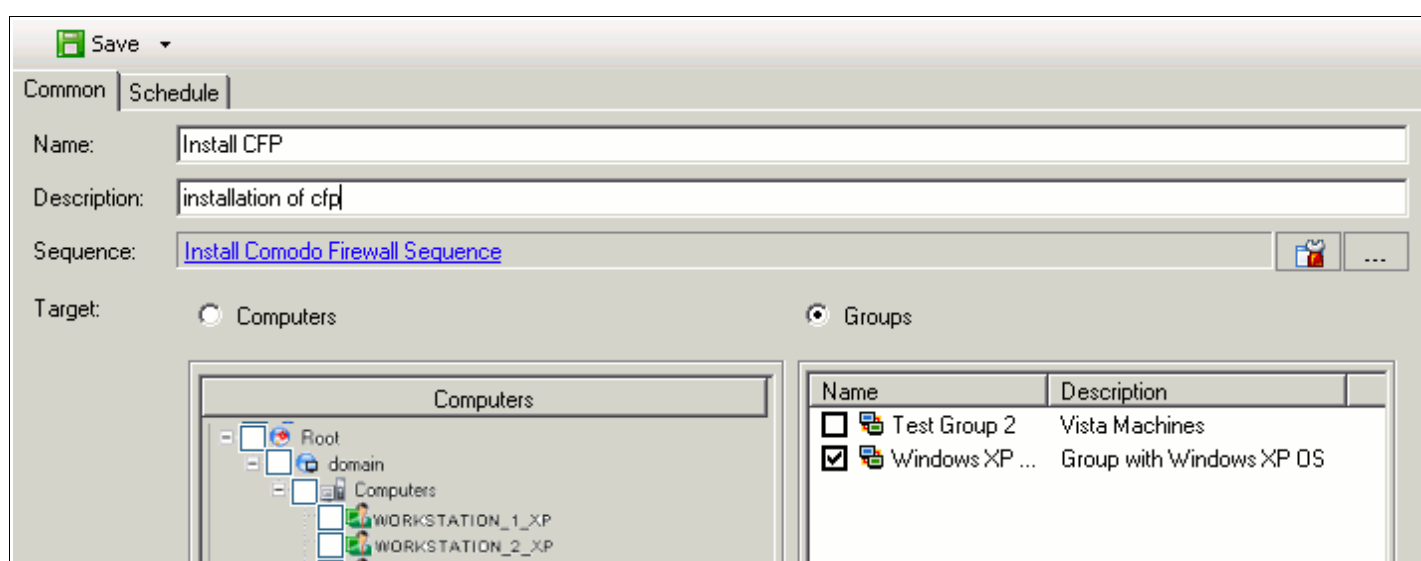 Save
Common Schedule
Name: Install CFP
Description: installation of cfp
Sequence: Install Comodo Firewall Sequence ...
Target: Computers Groups
Computers Name Description
Test Group 2 Vista Machines
Root
Windows XP ... Group with Windows XP OS
domain
Computers
WORKSTATION_1_XP
WORKSTATION_2_XP